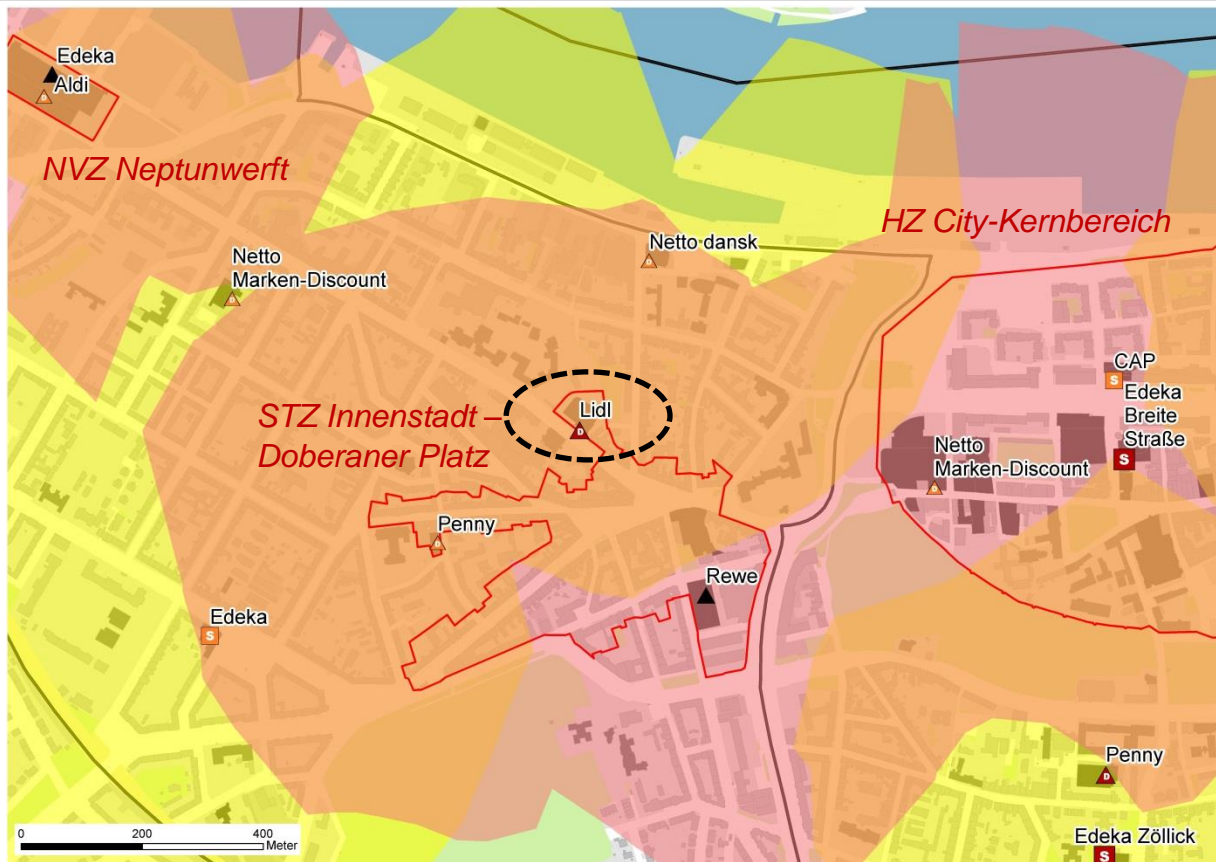 Edeka
Aldi
NVZ Neptunwerft
HZ City-Kernbereich
Netto dansk
Netto
Marken-Discount
D
D
D
CAP
S
Edeka
Breite
Straße
S
STZ Innenstadt –
Doberaner Platz
Lidl
D
Netto
Marken-Discount
D
Penny
D
Rewe
Edeka
S
Penny
D
Edeka Zöllick
S
0 200 400
Meter